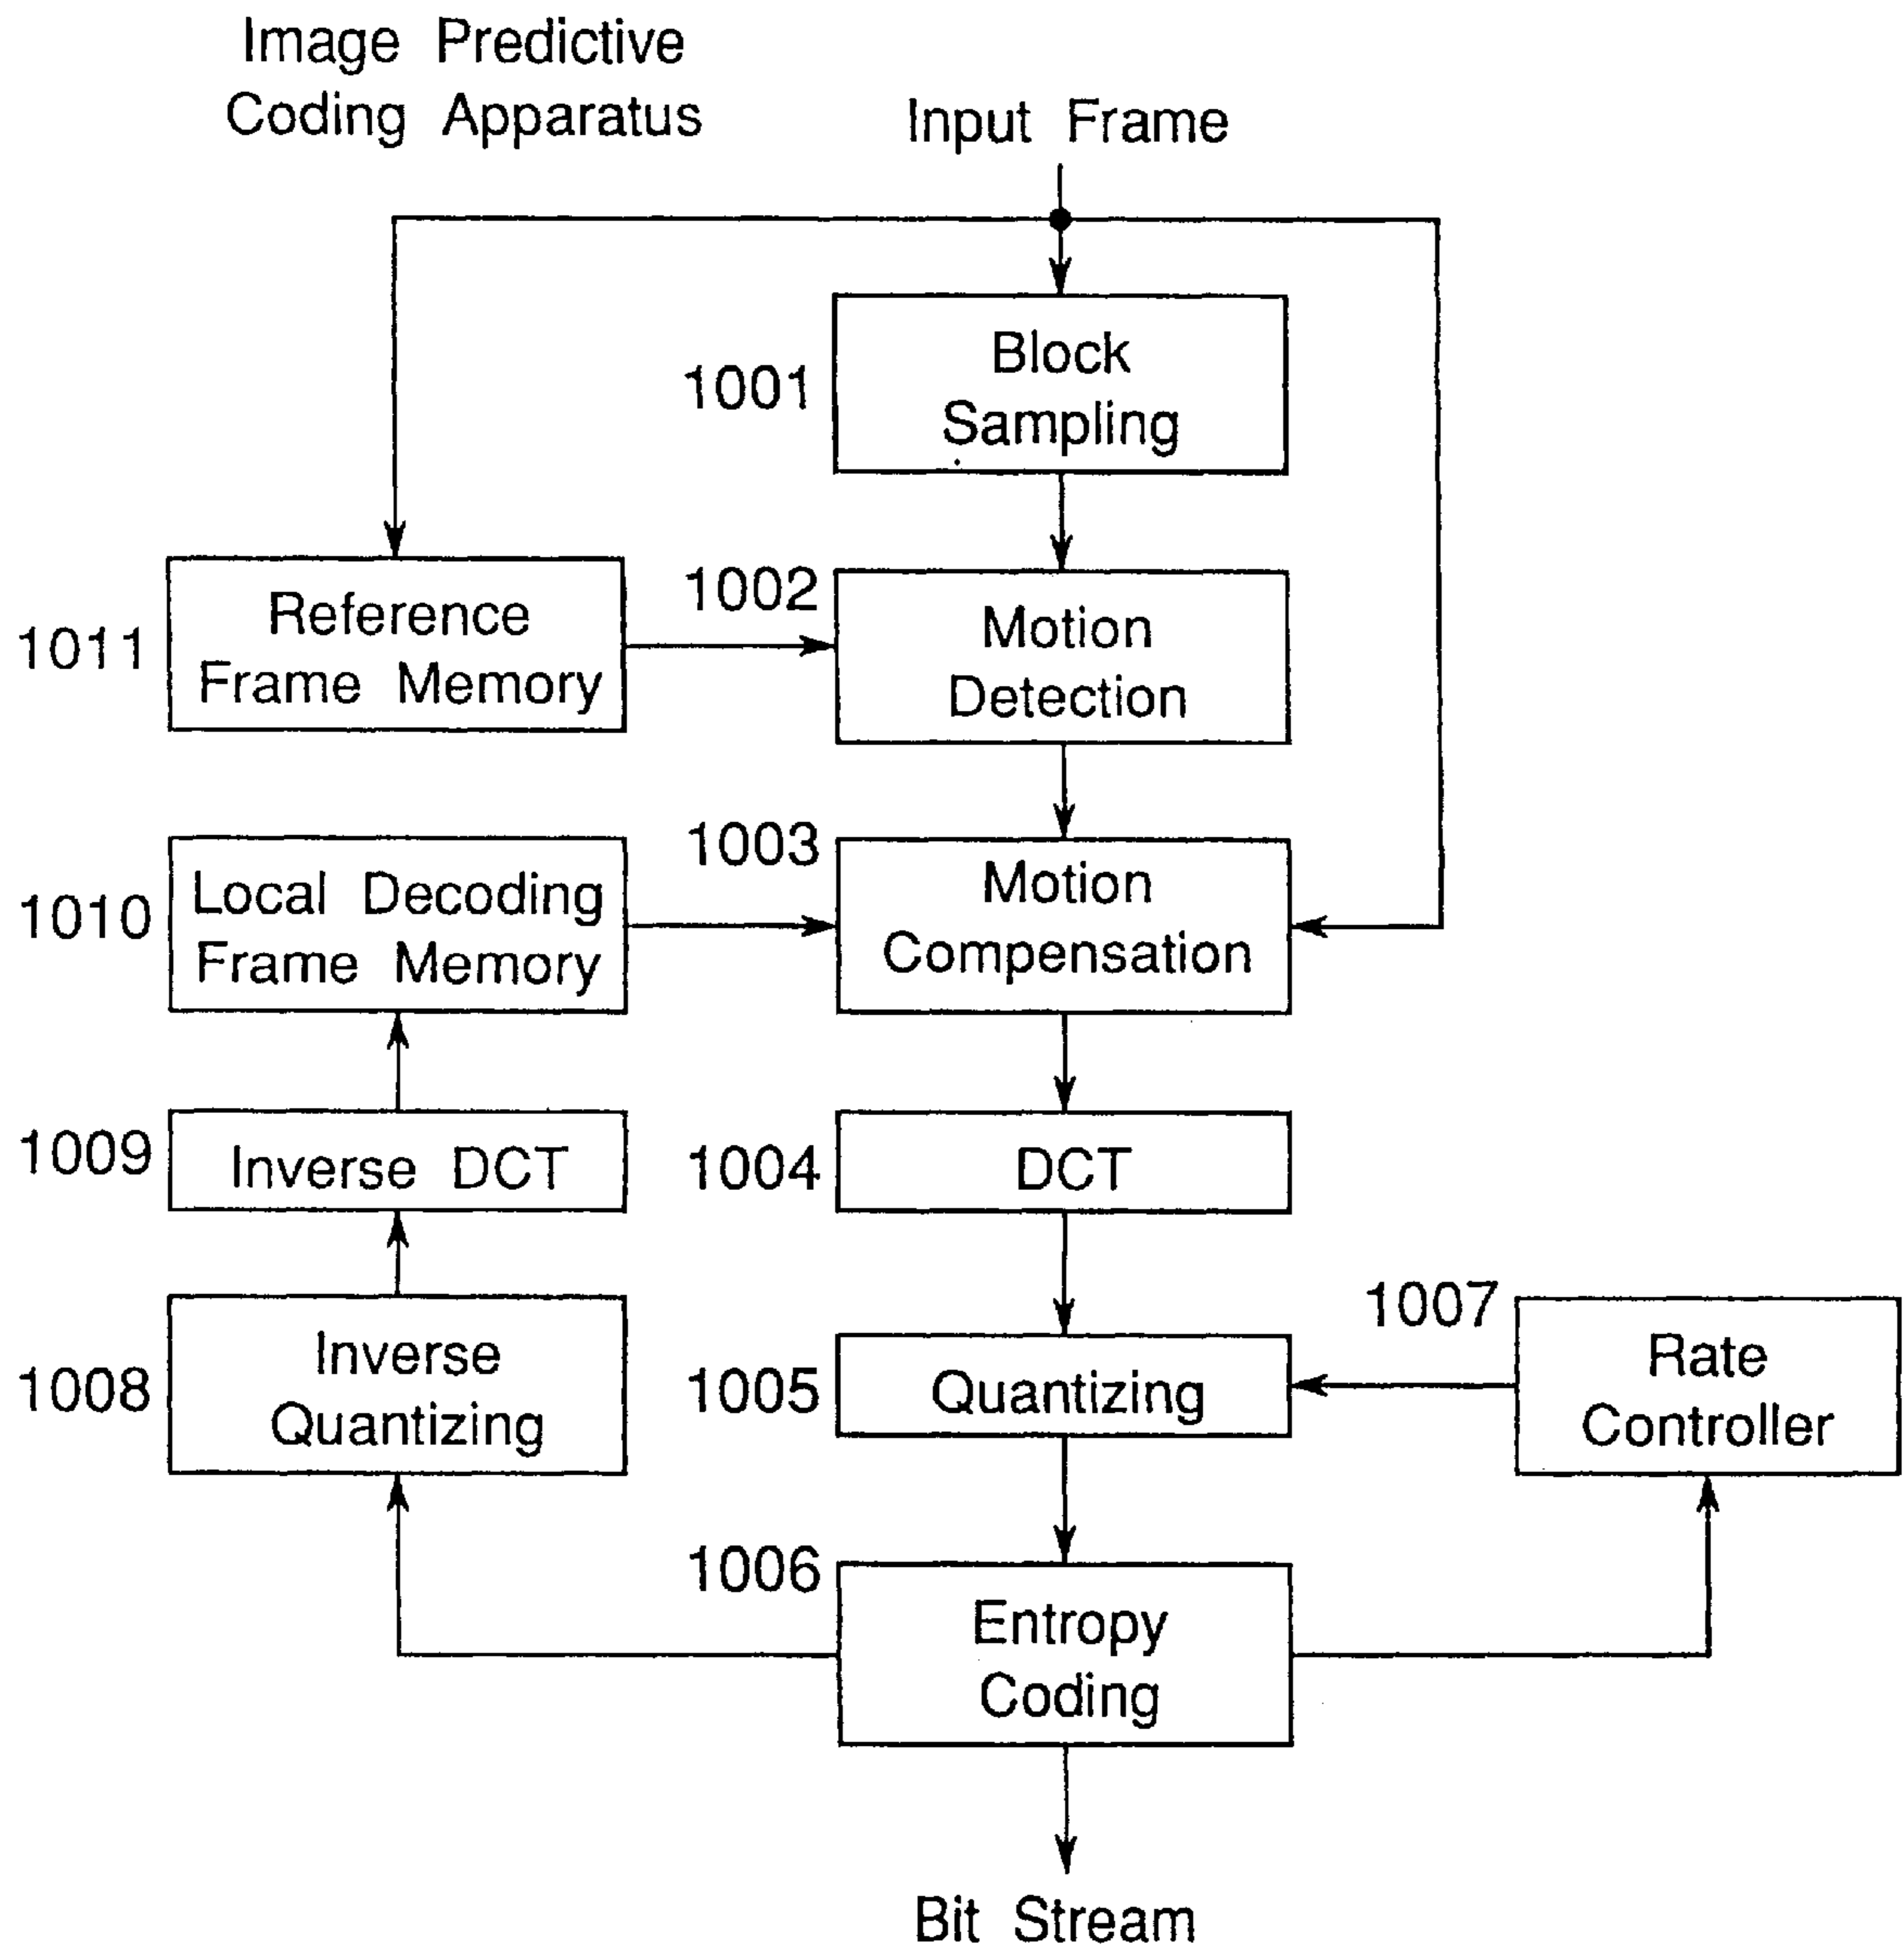 Image Predictive
Coding Apparatus
Input Frame
1001
Block
Sampling
1011
Reference
Frame Memory
1002
Motion
Detection
1010
Local Decoding
Frame Memory
1003
Motion
Compensation
1009
Inverse DCT
1004
DCT
1008
Inverse
Quantizing
1005
Quantizing
1007
Rate
Controller
1006
Entropy
Coding
Bit Stream